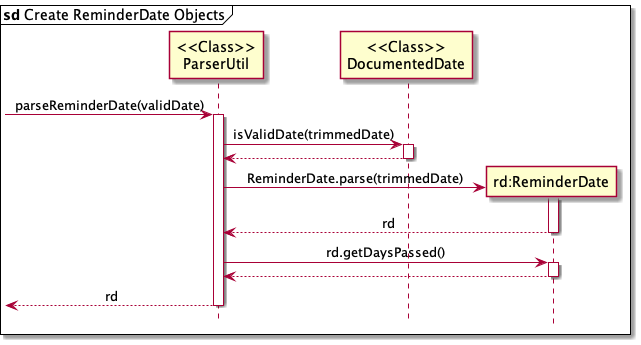 sd Create ReminderDate Objects
<<Class>>
ParserUtil
<<Class>>
DocumentedDate
parseReminderDate(validDate)
isValidDate(trimmedDate)
ReminderDate.parse(trimmedDate)
rd:ReminderDate
rd
rd.getDaysPassed()
rd